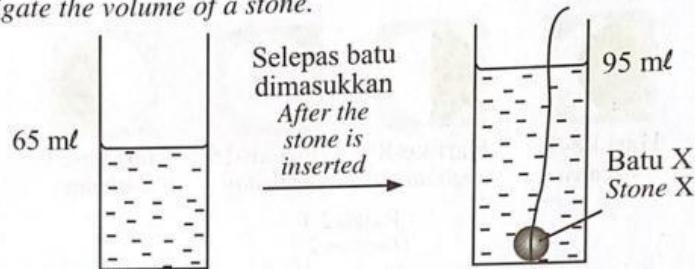 gate the volume of a stone.
65 mℓ
Selepas batu
dimasukkan
After the
stone is
inserted
95 mℓ
Batu X
Stone X